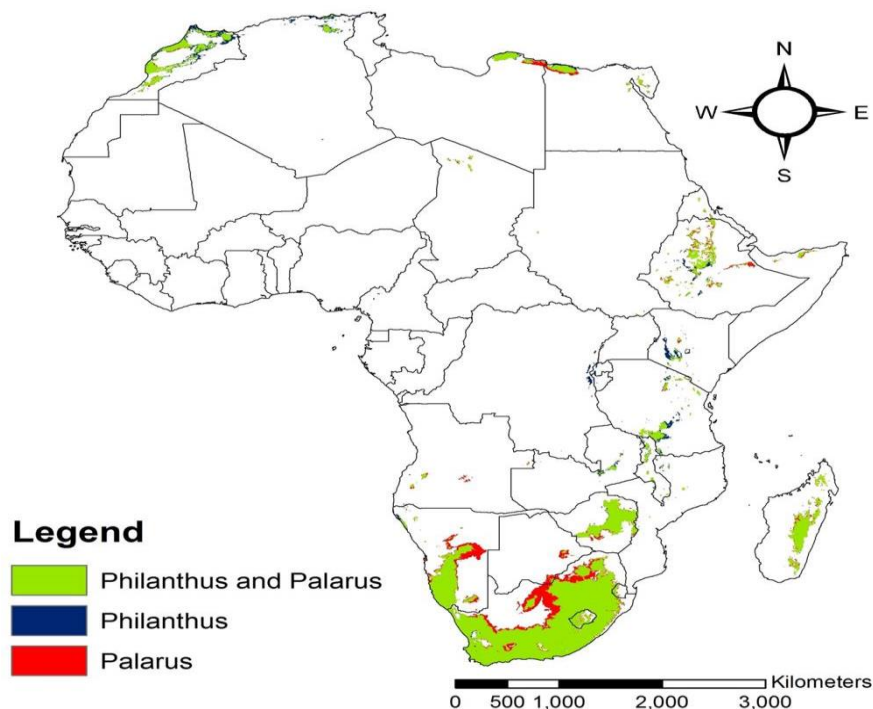 N
W E
S
Legend
Philanthus and Palarus
Philanthus
Palarus
Kilometers
0 500 1,000 2,000 3,000